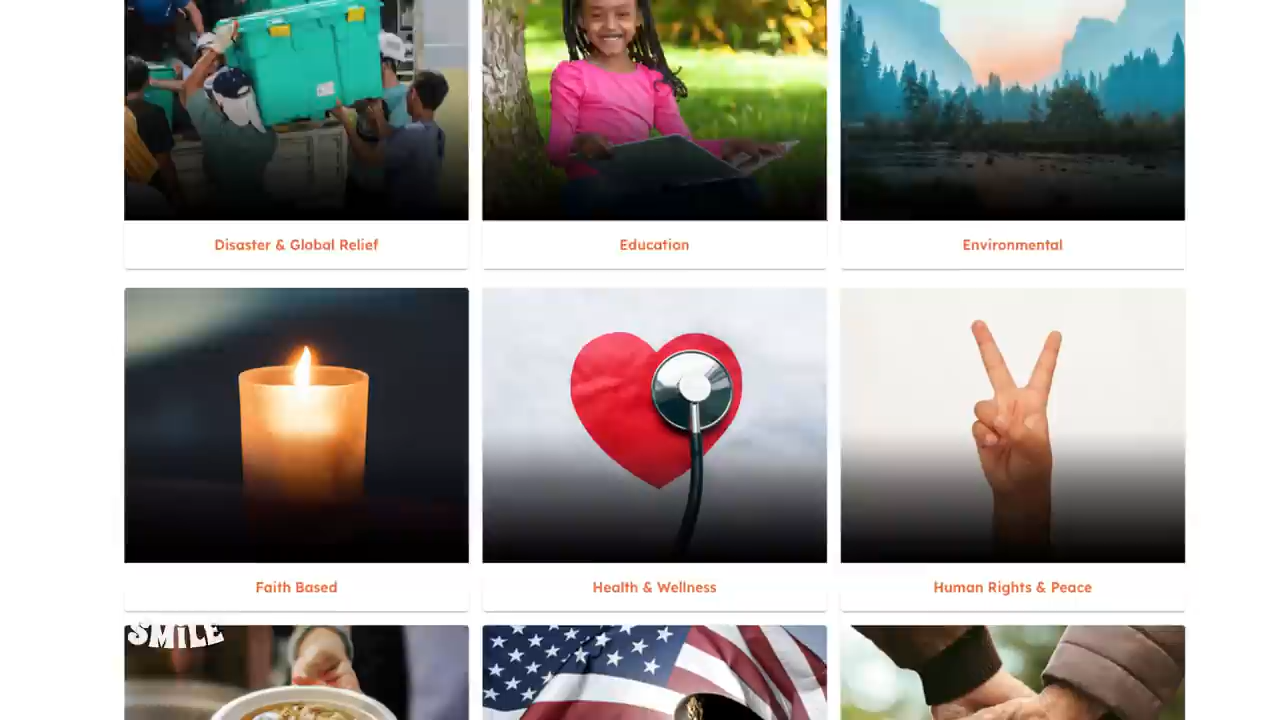 Disaster & Global Relief
Education
Environmental
Faith Based
Health & Wellness
Human Rights & Peace
SMILE